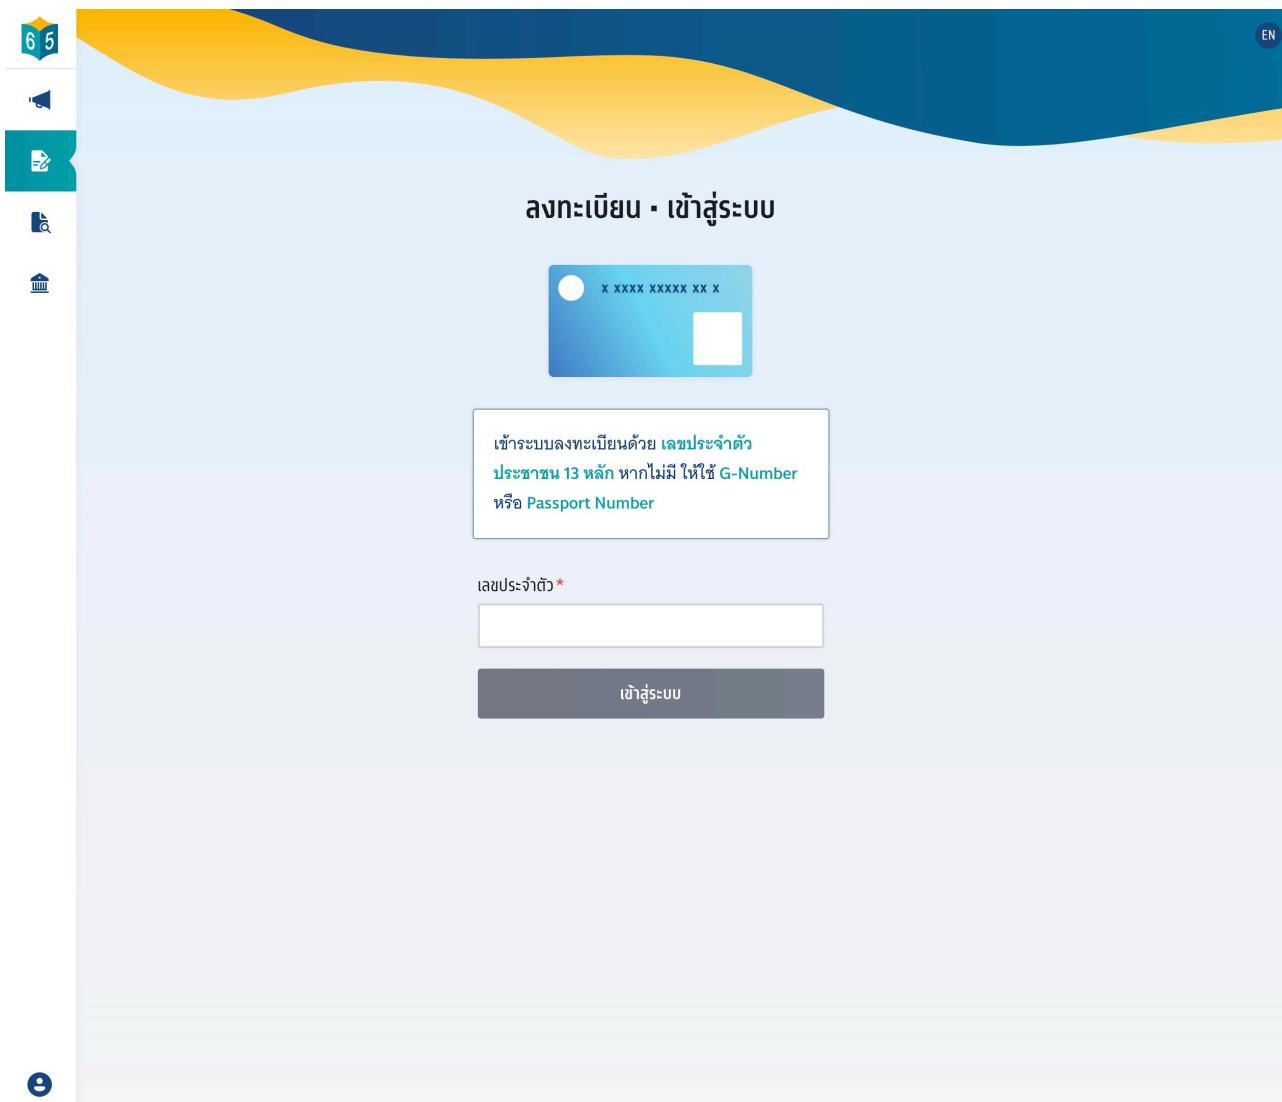 65
EN
ลงทะเบียน · เข้าสู่ระบบ
x xxxx xxxxx xx x
เข้าระบบลงทะเบียนด้วย เลขประจำตัว
ประชาชน 13 หลัก หากไม่มี ให้ใช้ G-Number
หรือ Passport Number
เลขประจำตัว*
เข้าสู่ระบบ